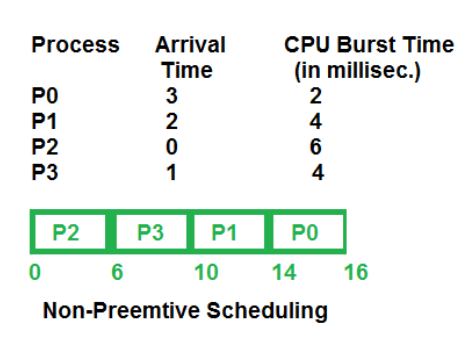 Process Arrival Time CPU Burst Time (in millisec.)
P0 3 2
P1 2 4
P2 0 6
P3 1 4
P2 P3 P1 P0
0 6 10 14 16
Non-Preemtive Scheduling